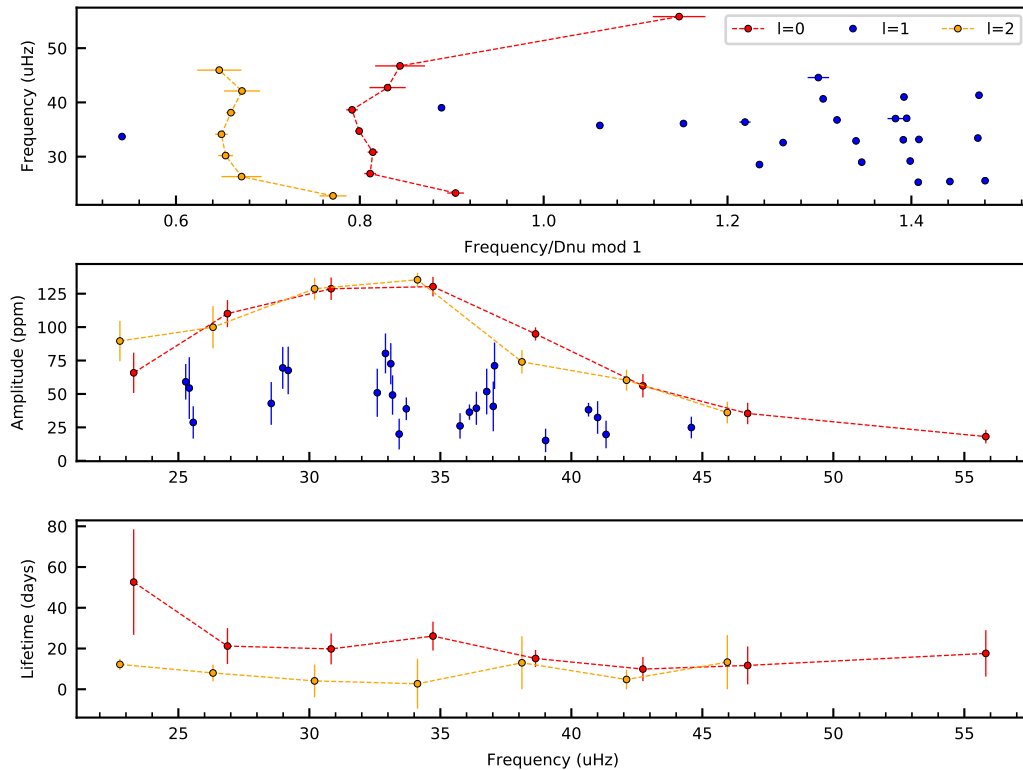 l=0 l=1 l=2
Frequency (uHz)
50
40
30
0.6 0.8 1.0 1.2 1.4
Frequency/Dnu mod 1
Amplitude (ppm)
125
100
75
50
25
0
25 30 35 40 45 50 55
Lifetime (days)
80
60
40
20
0
25 30 35 40 45 50 55
Frequency (uHz)